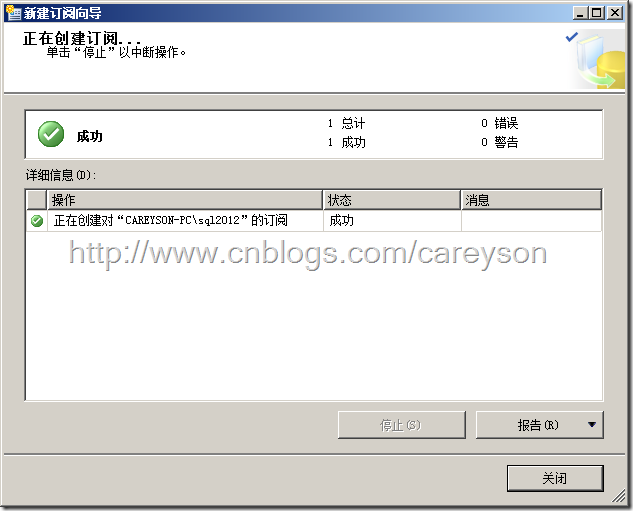 新建订阅向导
正在创建订阅...
单击“停止”以中断操作。
成功
1 总计
0 错误
1 成功
0 警告
详细信息(D):
操作 状态 消息
正在创建对“CAREYSON-PC\sql2012”的订阅 成功
http://www.cnblogs.com/careyson
停止(S) 报告(R)
关闭